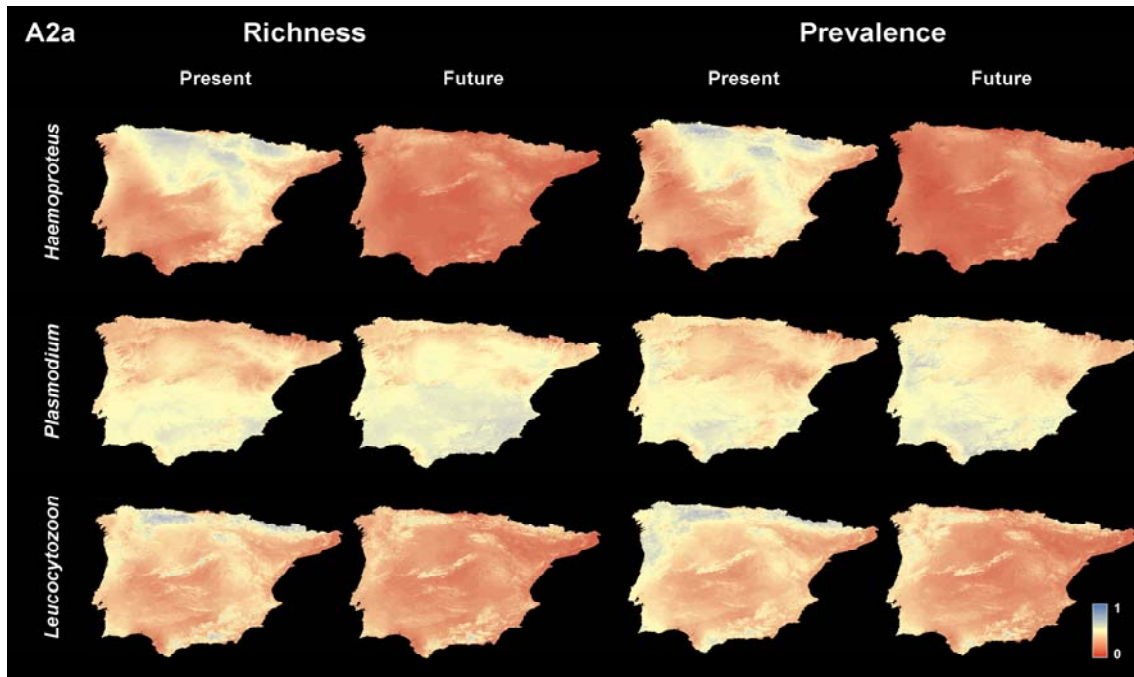 A2a Richness Prevalence
Present Future Present Future
Haemoproteus
Plasmodium
Leucocytozoon
1
0